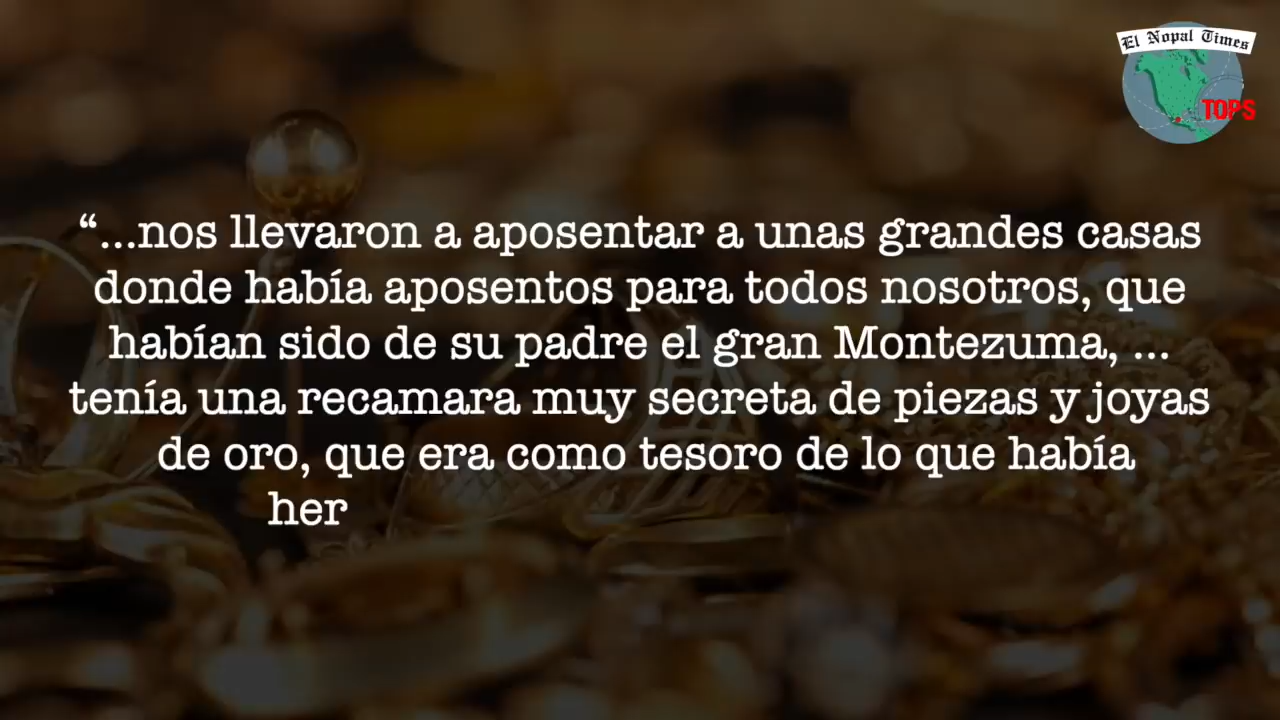 El Nopal Times
TOPS
“...nos llevaron a aposentar a unas grandes casas
donde había aposentos para todos nosotros, que
habían sido de su padre el gran Montezuma, ...
tenía una recamara muy secreta de piezas y joyas
de oro, que era como tesoro de lo que había
her